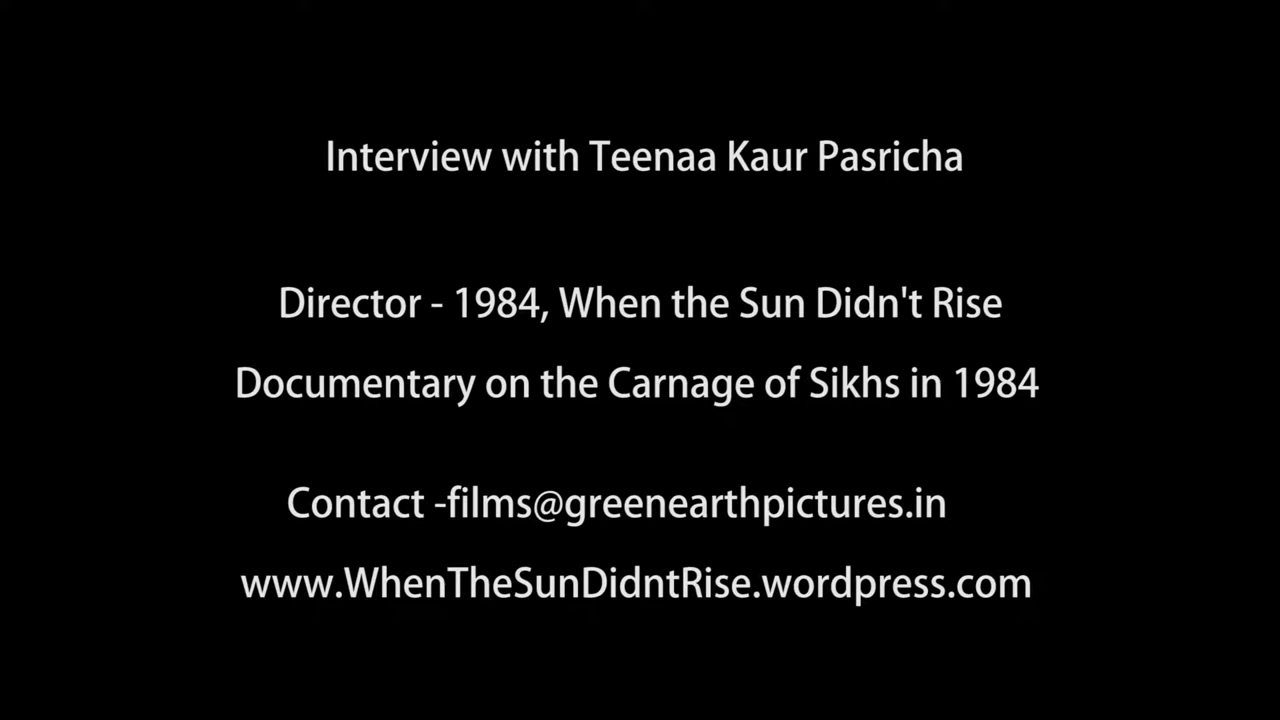 Interview with Teenaa Kaur Pasricha
Director - 1984, When the Sun Didn't Rise
Documentary on the Carnage of Sikhs in 1984
Contact -films@greenearthpictures.in
www.WhenTheSunDidntRise.wordpress.com